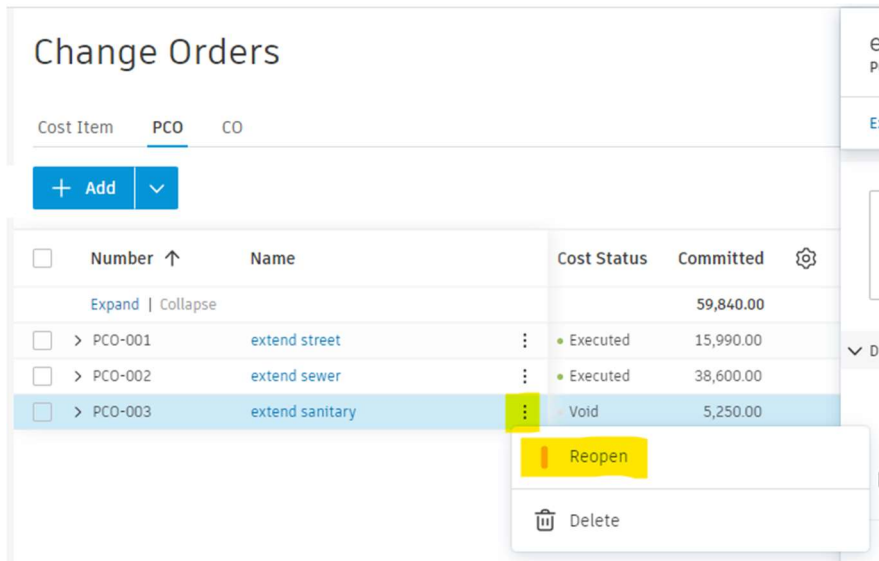 Change Orders
Cost Item PCO CO
+ Add
Number ↑ Name Cost Status Committed
Expand | Collapse 59,840.00
PCO-001 extend street Executed 15,990.00
PCO-002 extend sewer Executed 38,600.00
PCO-003 extend sanitary Void 5,250.00
Reopen
Delete